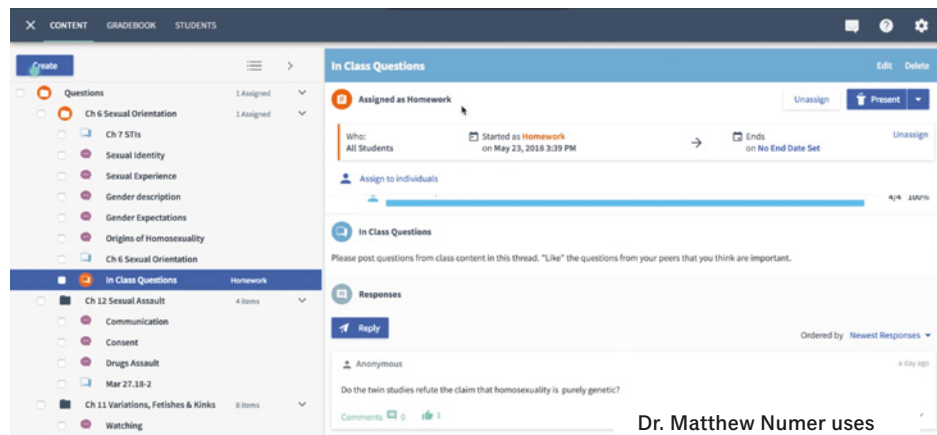 CONTENT GRADEBOOK STUDENTS
Create
Questions 1 Assigned
Ch 6 Sexual Orientation 1 Assigned
Ch 7 STIs
Sexual Identity
Sexual Experience
Gender description
Gender Expectations
Origins of Homosexuality
Ch 6 Sexual Orientation
In Class Questions Homework
Ch 12 Sexual Assault 4 items
Communication
Consent
Drugs Assault
Mar 27.18-2
Ch 11 Variations, Fetishes & Kinks 8 items
Watching
In Class Questions Edit Delete
Assigned as Homework Unassign Present
Who: Started as Homework Ends Unassign
All Students on May 23, 2018 3:39 PM on No End Date Set
Assign to individuals
4/4 100%
In Class Questions
Please post questions from class content in this thread. "Like" the questions from your peers that you think are important.
Responses
Reply
Ordered by Newest Responses
Anonymous a day ago
Do the twin studies refute the claim that homosexuality is purely genetic?
Comments 0 1
Dr. Matthew Numer uses